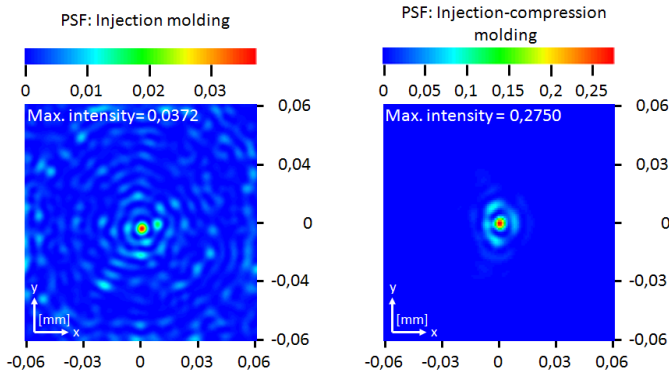 PSF: Injection molding
0 0,01 0,02 0,03
Max. intensity= 0,0372
0,06
0,04
0
-0,04
-0,06
y
[mm]
x
-0,06 -0,03 0 0,03 0,06
PSF: Injection-compression
molding
0 0,05 0,1 0,15 0,2 0,25
Max. intensity= 0,2750
0,06
0,03
0
-0,03
-0,06
y
[mm]
x
-0,06 -0,03 0 0,03 0,06